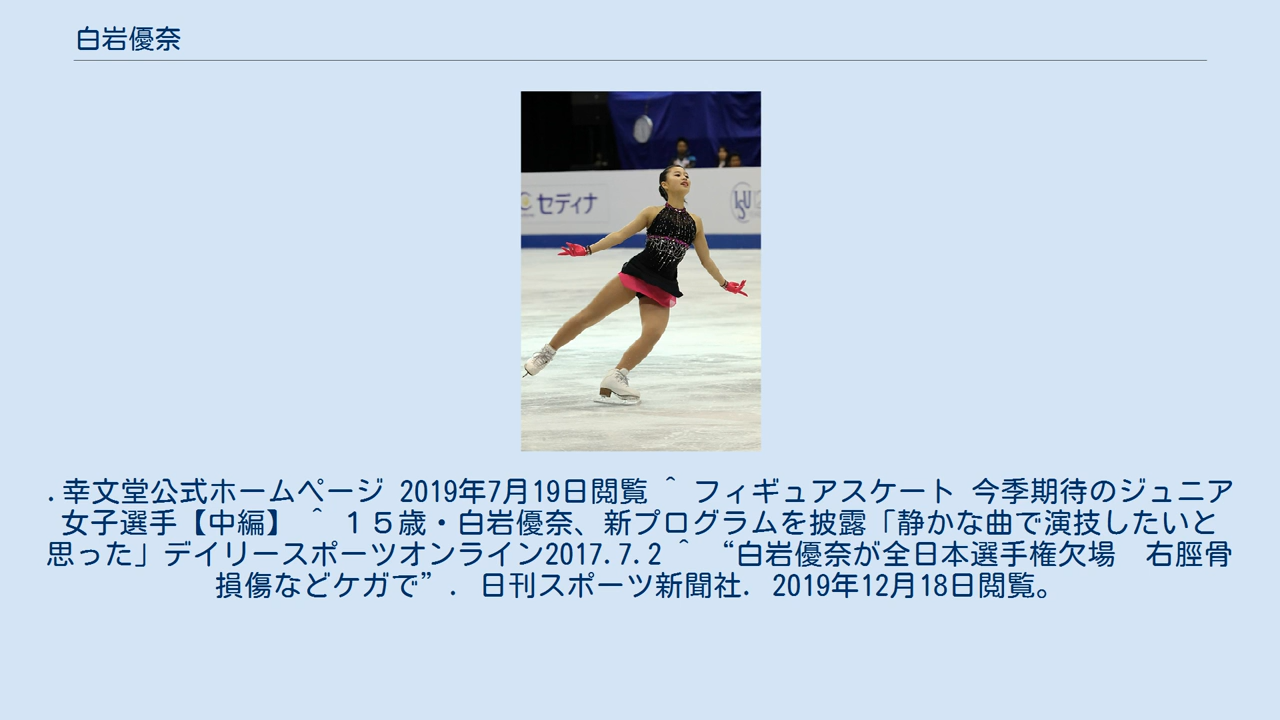 白岩優奈
セディナ
ISU
.幸文堂公式ホームページ 2019年7月19日閲覧 ^ フィギュアスケート 今季期待のジュニア
女子選手【中編】 ^ １５歳・白岩優奈、新プログラムを披露「静かな曲で演技したいと
思った」デイリースポーツオンライン2017.7.2 ^ “白岩優奈が全日本選手権欠場　右脛骨
損傷などケガで”. 日刊スポーツ新聞社. 2019年12月18日閲覧。